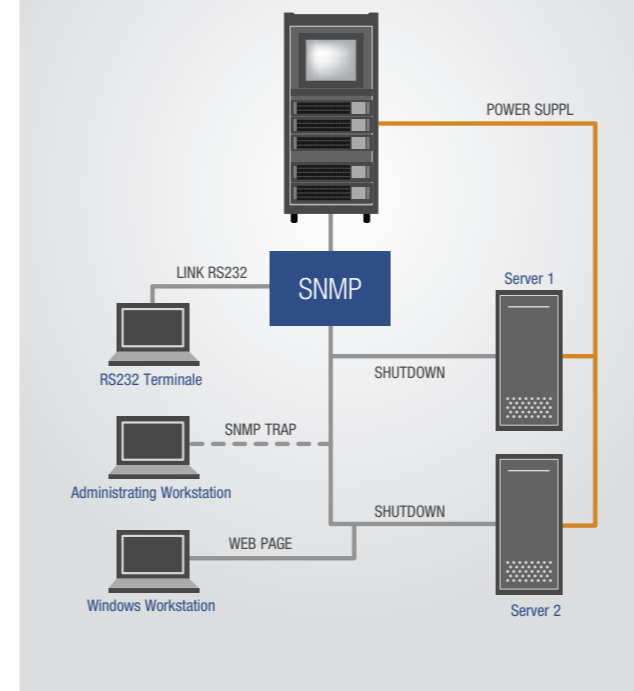 POWER SUPPL
LINK RS232
SNMP
Server 1
RS232 Terminale
SHUTDOWN
SNMP TRAP
Administrating Workstation
SHUTDOWN
WEB PAGE
Windows Workstation
Server 2